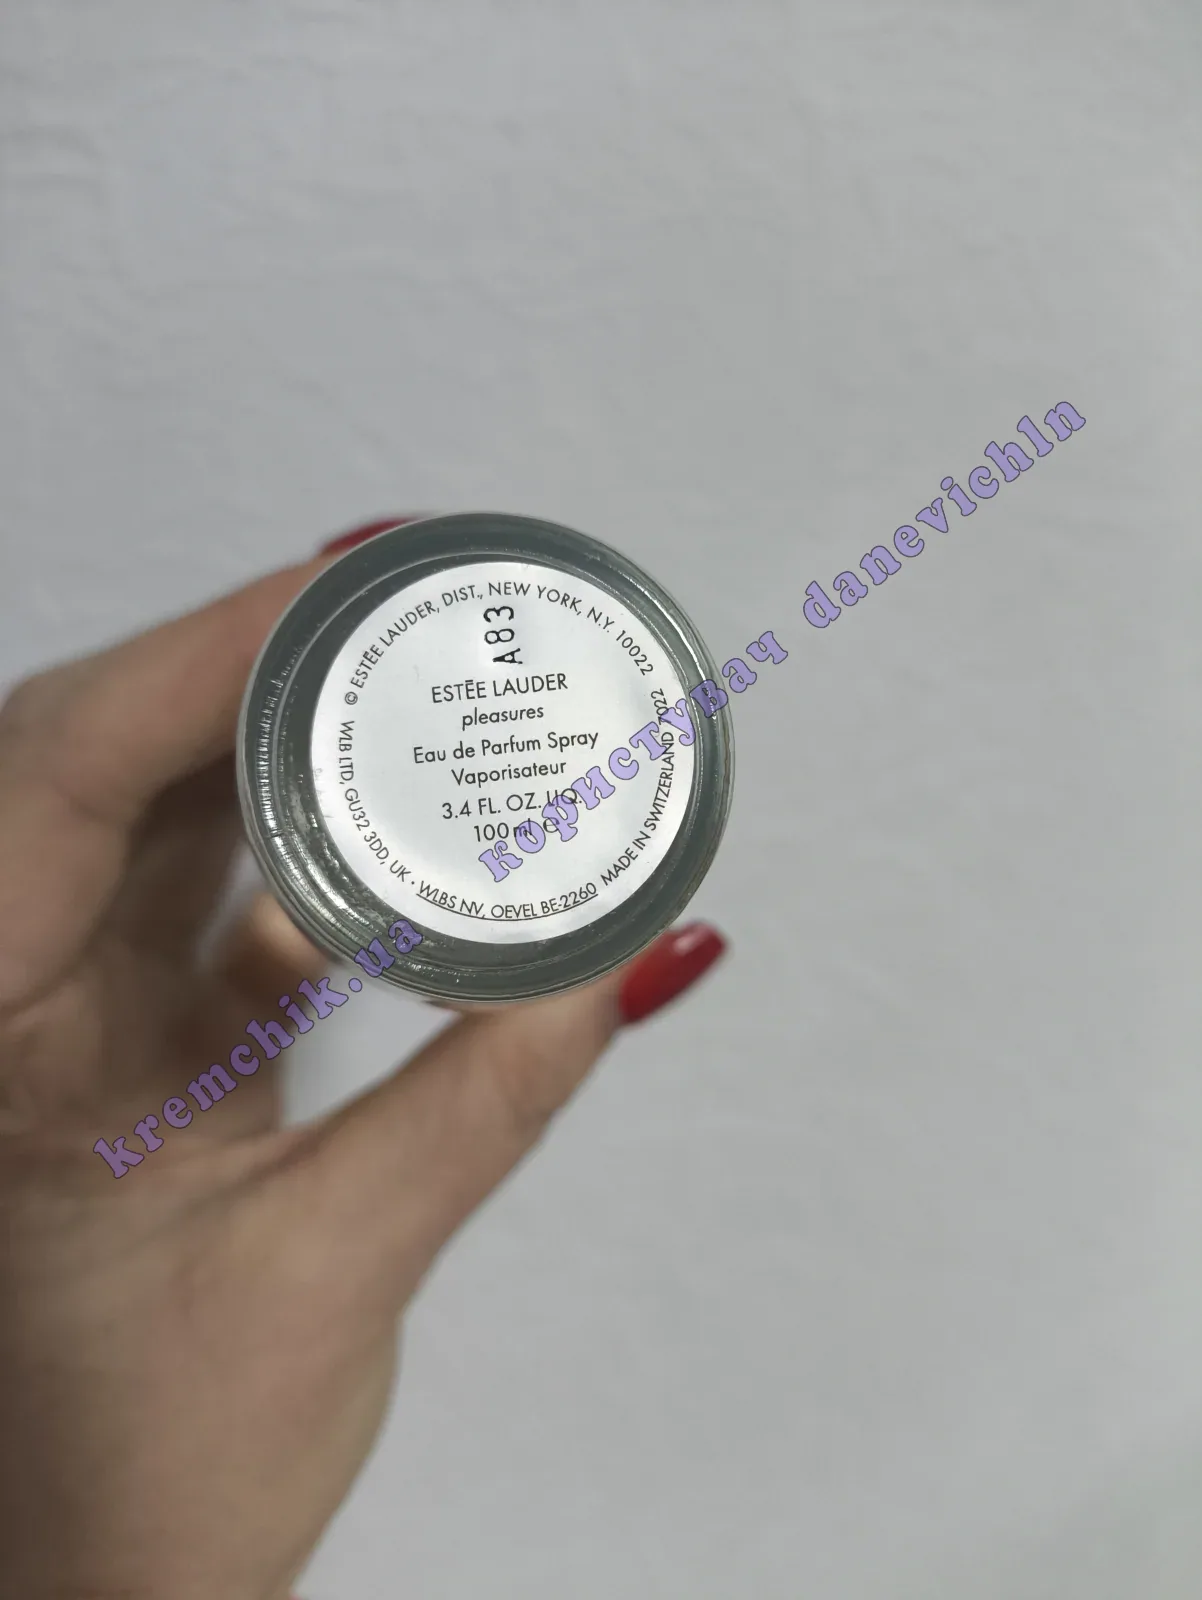 © ESTĒE LAUDER, DIST., NEW YORK, N.Y. 10022
A83
ESTĒE LAUDER
pleasures
Eau de Parfum Spray
Vaporisateur
3.4 FL. OZ. LIQ.
100 ml e
WLB LTD, GU32 3DD, UK • WLBS NV, OEVEL BE-2260 MADE IN SWITZERLAND
kremchik.ua користувач danevichln